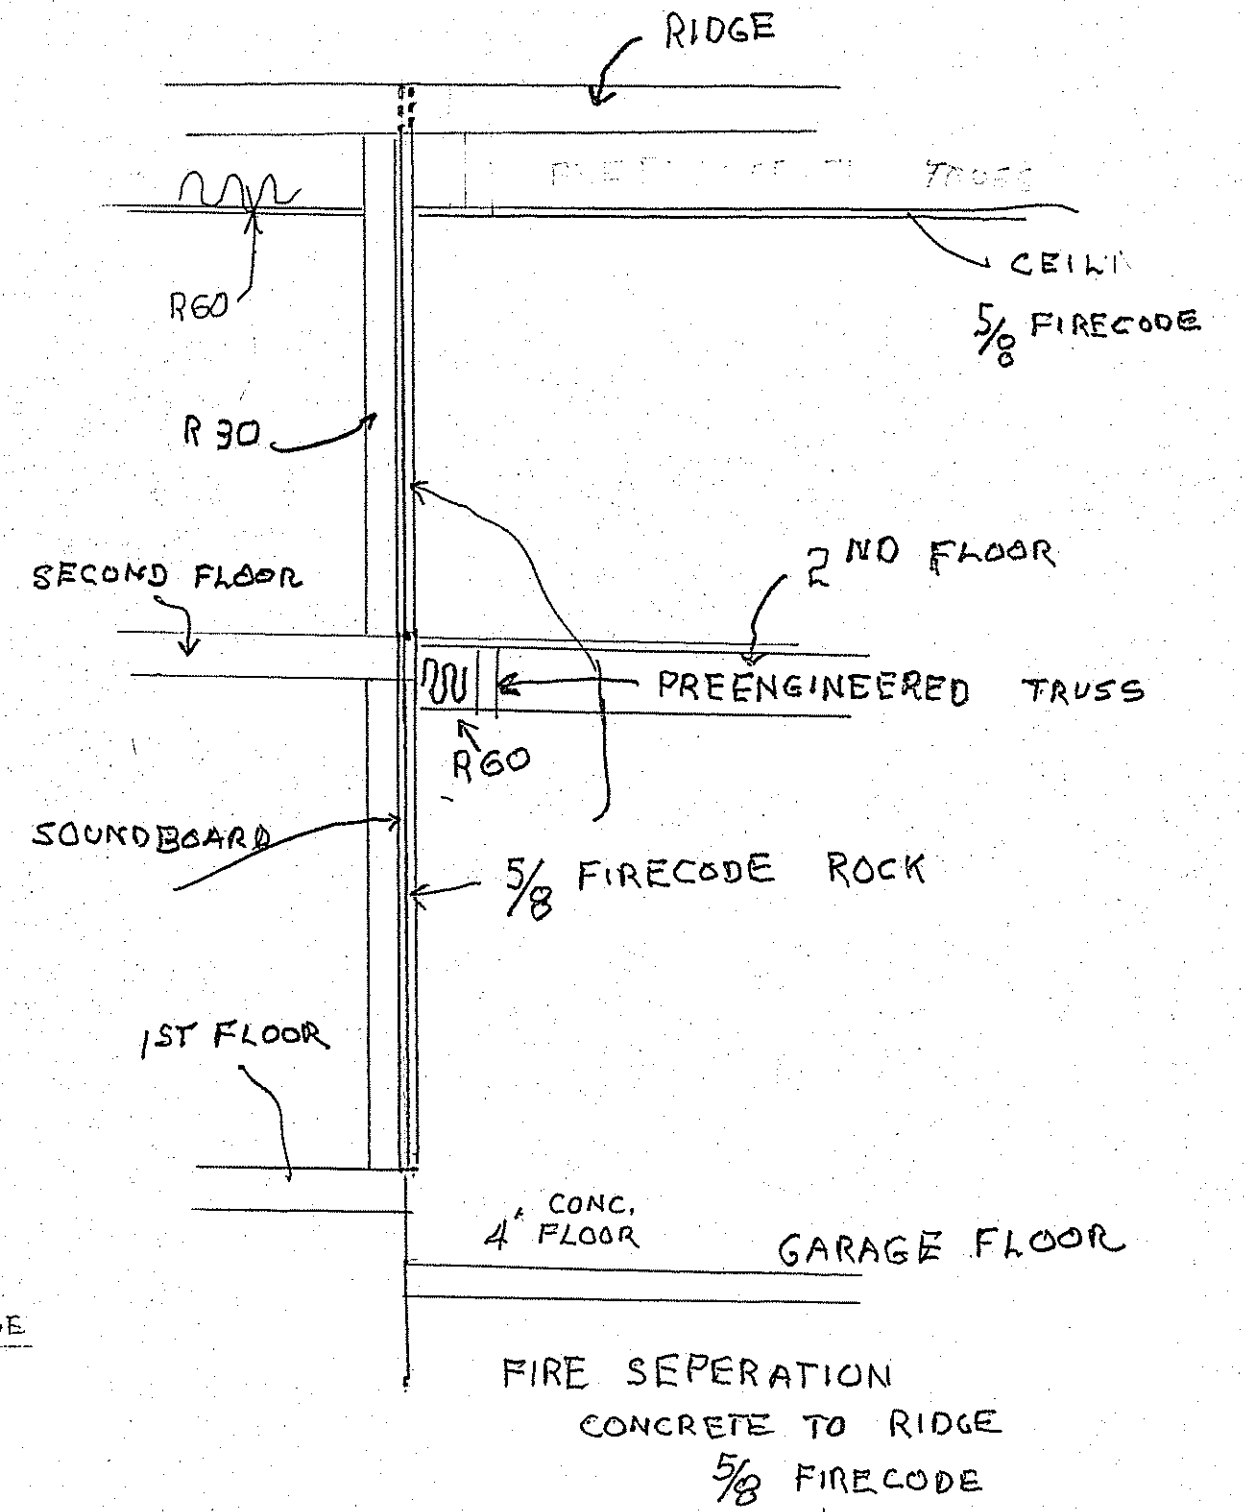 RIDGE
TRUSS
R60
5/8 FIRECODE
R30
SECOND FLOOR
2ND FLOOR
PREENGINEERED TRUSS
R60
SOUNDBOARD
5/8 FIRECODE ROCK
1ST FLOOR
4" CONC.
FLOOR
GARAGE FLOOR
FIRE SEPERATION
CONCRETE TO RIDGE
5/8 FIRECODE